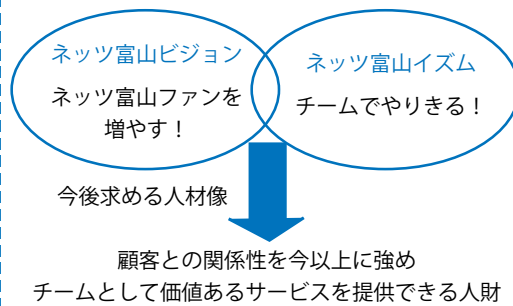 ネッツ富山ビジョン
ネッツ富山ファンを
増やす！
ネッツ富山イズム
チームでやりきる！
今後求める人材像
顧客との関係性を今以上に強め
チームとして価値あるサービスを提供できる人財